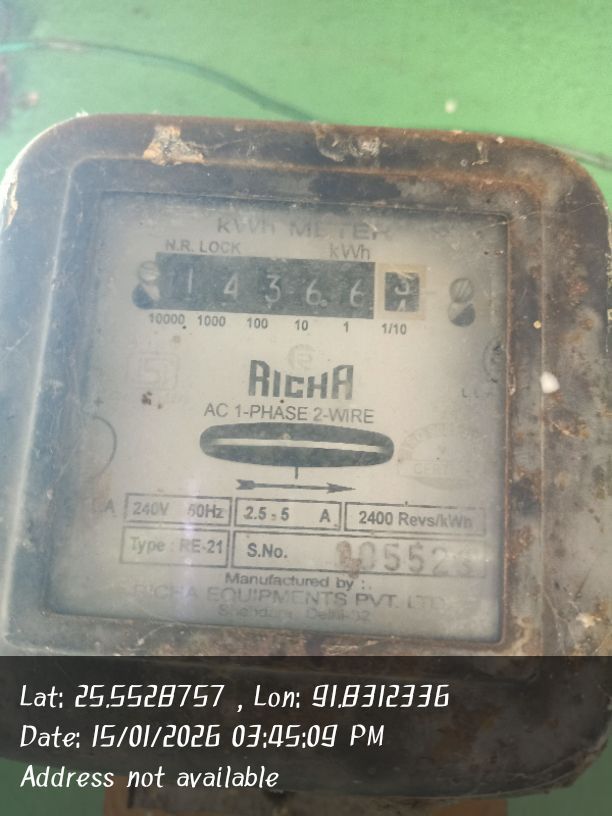 kWh METER
N.R. LOCK kWh
1 4 3 6 6
10000 1000 100 10 1 1/10
RICHA
AC 1-PHASE 2-WIRE
240V 50Hz 2.5-5 A 2400 Revs/kWh
Type : RE-21 S.No.
Manufactured by :
RICHA EQUIPMENTS PVT. LTD.
Lat: 25.5528757 , Lon: 91.8312336
Date: 15/01/2026 03:45:09 PM
Address not available